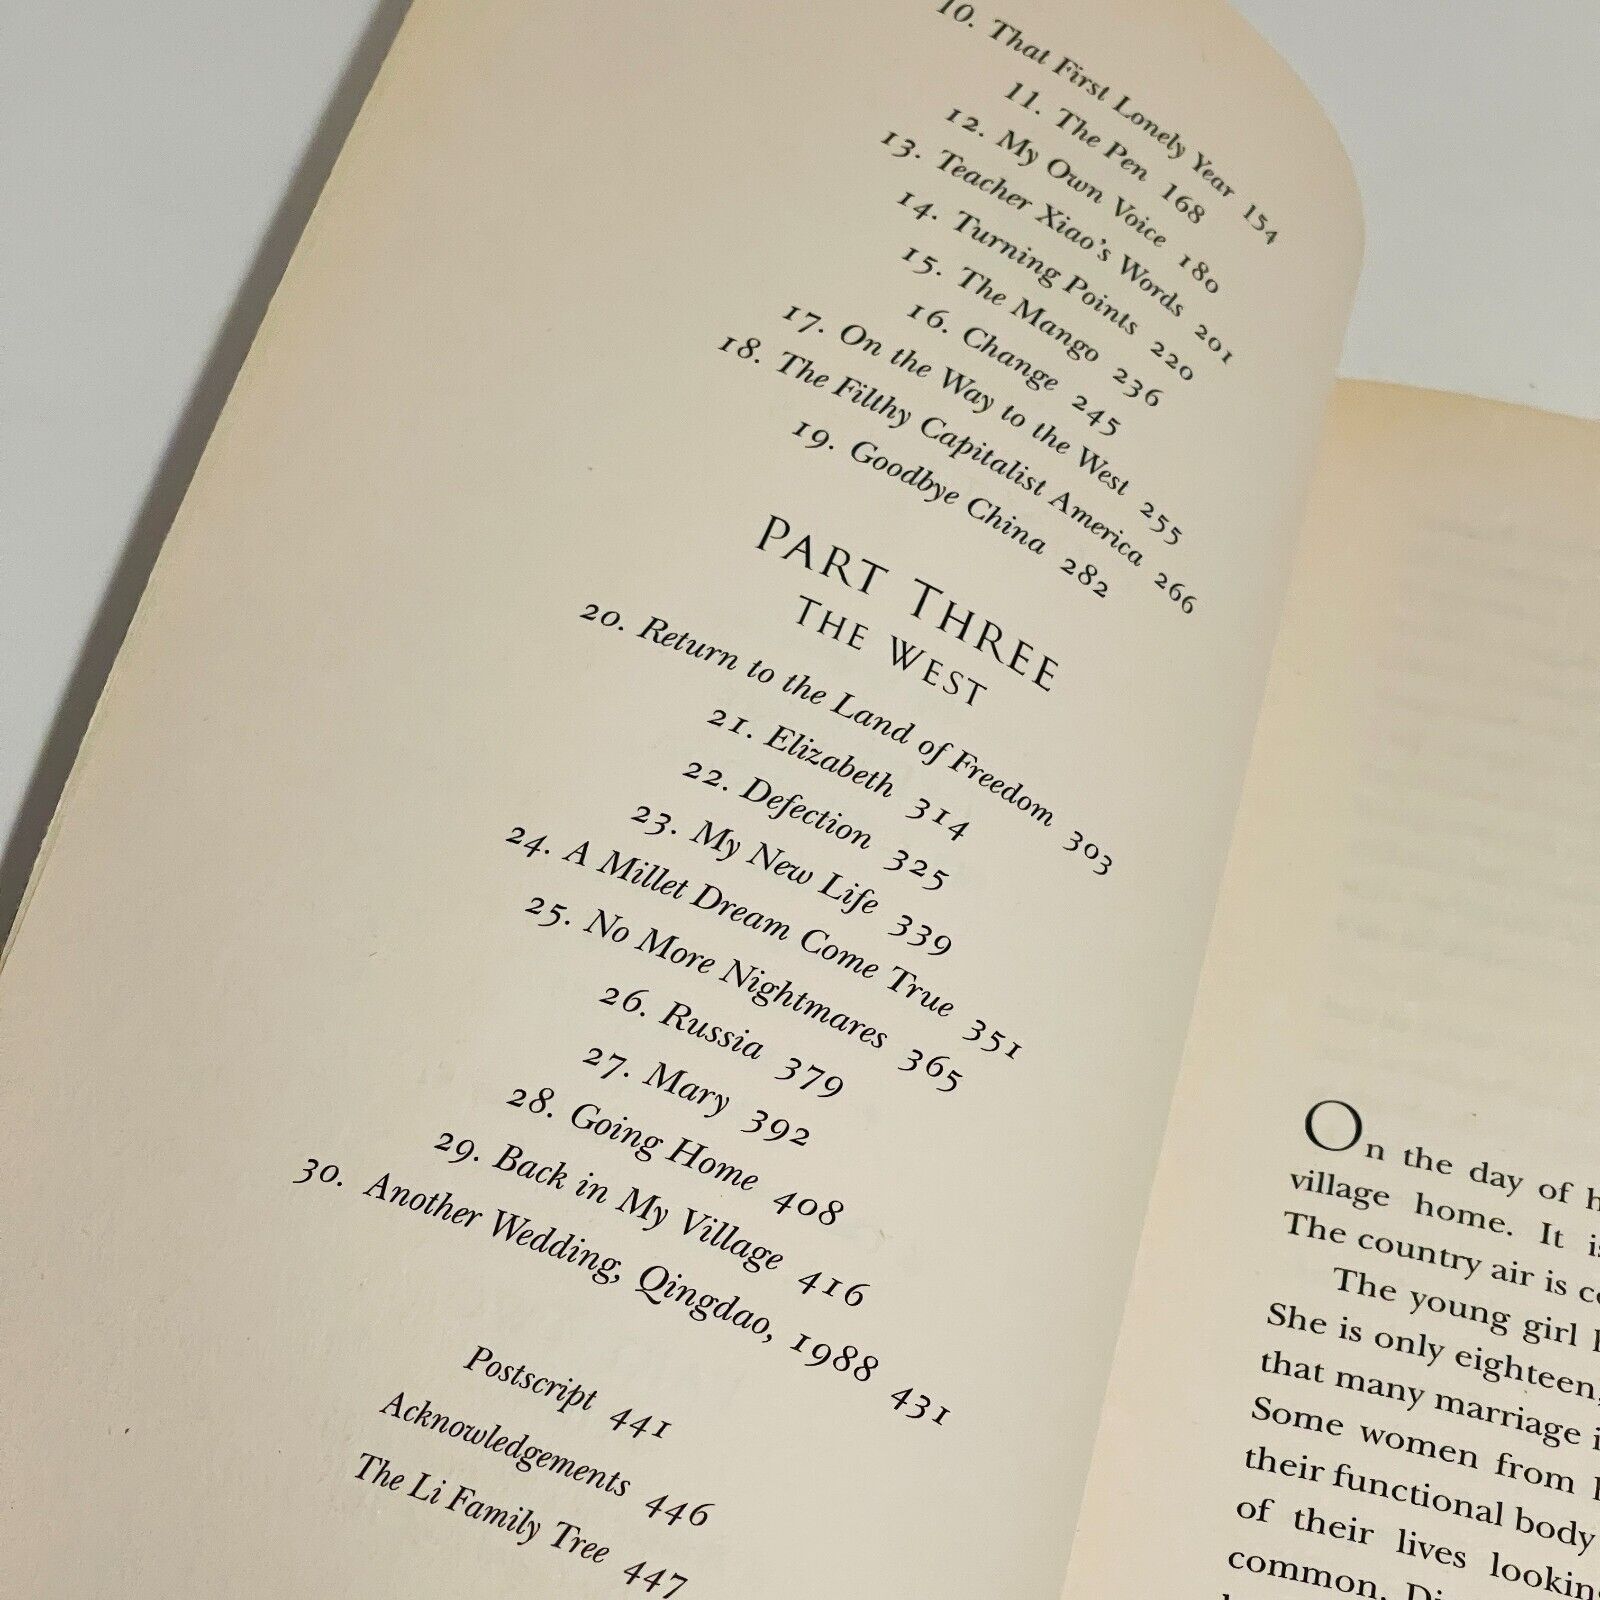 10. That First Lonely Year 154
11. The Pen 168
12. My Own Voice 180
13. Teacher Xiao's Words 201
14. Turning Points 220
15. The Mango 236
16. Change 245
17. On the Way to the West 255
18. The Filthy Capitalist America 266
19. Goodbye China 282
PART THREE
THE WEST
20. Return to the Land of Freedom 303
21. Elizabeth 314
22. Defection 325
23. My New Life 339
24. A Millet Dream Come True 351
25. No More Nightmares 365
26. Russia 379
27. Mary 392
28. Going Home 408
29. Back in My Village 416
30. Another Wedding, Qingdao, 1988 431
Postscript 441
Acknowledgements 446
The Li Family Tree 447
On the day of
village home. It
The country air is
The young girl
She is only eighteen,
that many marriage
Some women from
their functional body
of their lives
common.